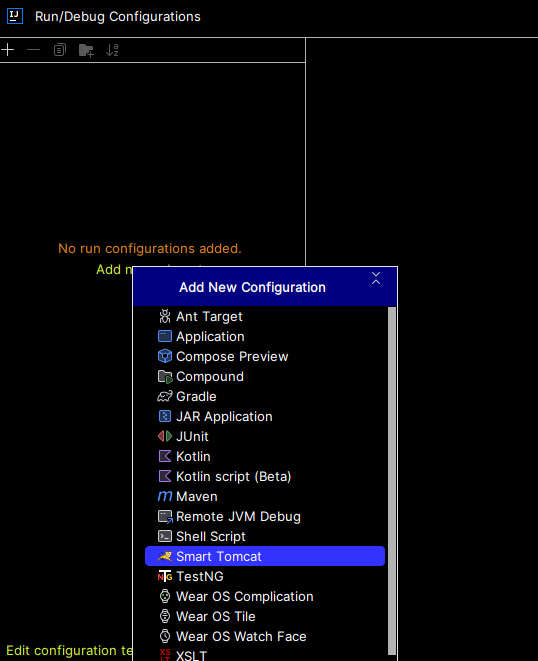 Run/Debug Configurations
No run configurations added.
Add n
Add New Configuration
Ant Target
Application
Compose Preview
Compound
Gradle
JAR Application
JUnit
Kotlin
Kotlin script (Beta)
Maven
Remote JVM Debug
Shell Script
Smart Tomcat
TestNG
Wear OS Complication
Wear OS Tile
Wear OS Watch Face
Edit configuration te
XSLT